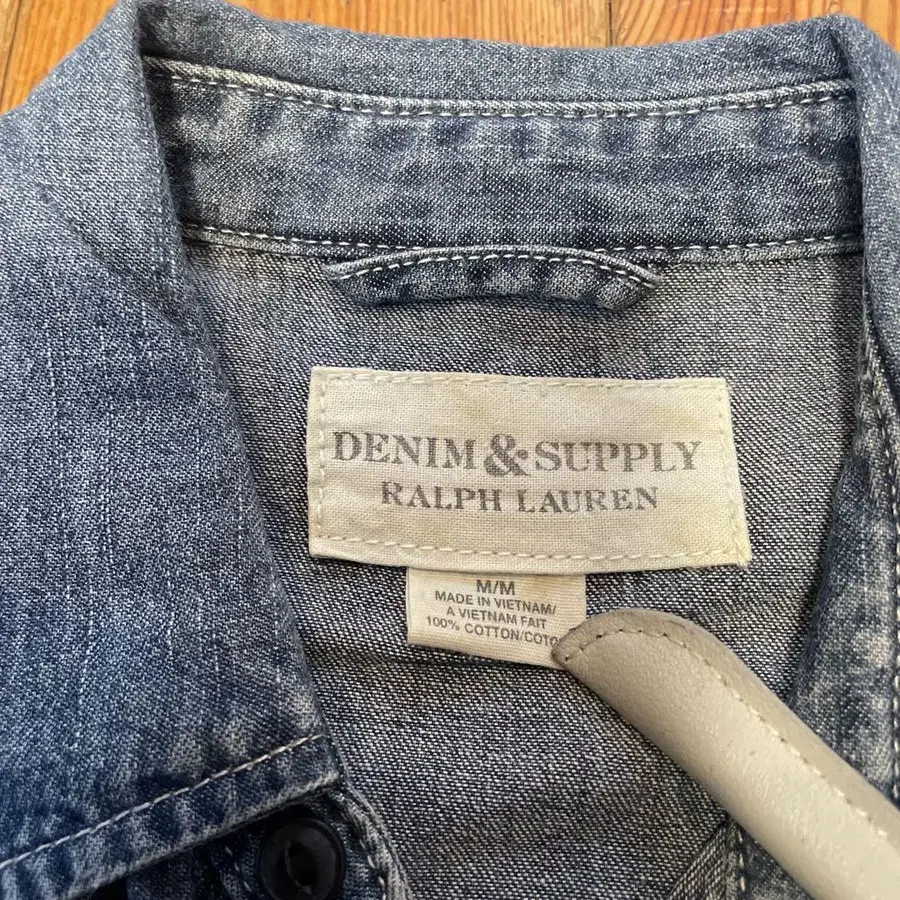 DENIM & SUPPLY
RALPH LAUREN
M/M
MADE IN VIETNAM/
A VIETNAM FAIT
100% COTTON/COTO